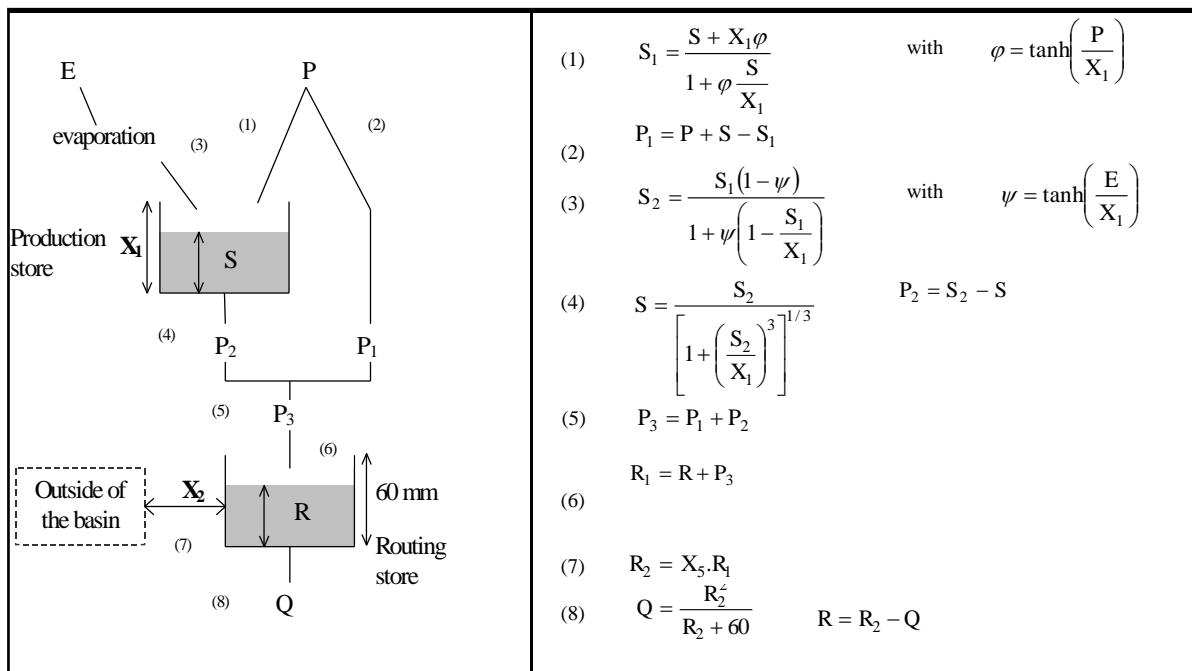 E
P
evaporation
(3)
(1)
(2)
Production
store
X₁
S
(4)
P₂
P₁
(5)
P₃
(6)
Outside of
the basin
X₂
(7)
R
60 mm
Routing
store
(8)
Q
(1) S₁ = (S + X₁φ) / (1 + φ S/X₁) with φ = tanh(P/X₁)
(2) P₁ = P + S − S₁
(3) S₂ = S₁(1 − ψ) / (1 + ψ(1 − S₁/X₁)) with ψ = tanh(E/X₁)
(4) S = S₂ / [1 + (S₂/X₁)³]^{1/3} P₂ = S₂ − S
(5) P₃ = P₁ + P₂
(6) R₁ = R + P₃
(7) R₂ = X₅.R₁
(8) Q = R₂² / (R₂ + 60) R = R₂ − Q